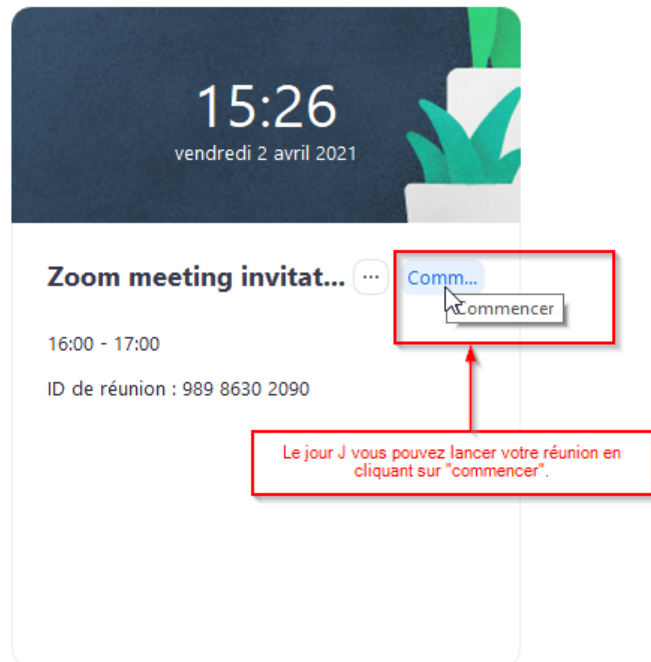 15:26
vendredi 2 avril 2021
Zoom meeting invitat... ... Comm...
Commencer
16:00 - 17:00
ID de réunion : 989 8630 2090
Le jour J vous pouvez lancer votre réunion en
cliquant sur "commencer".